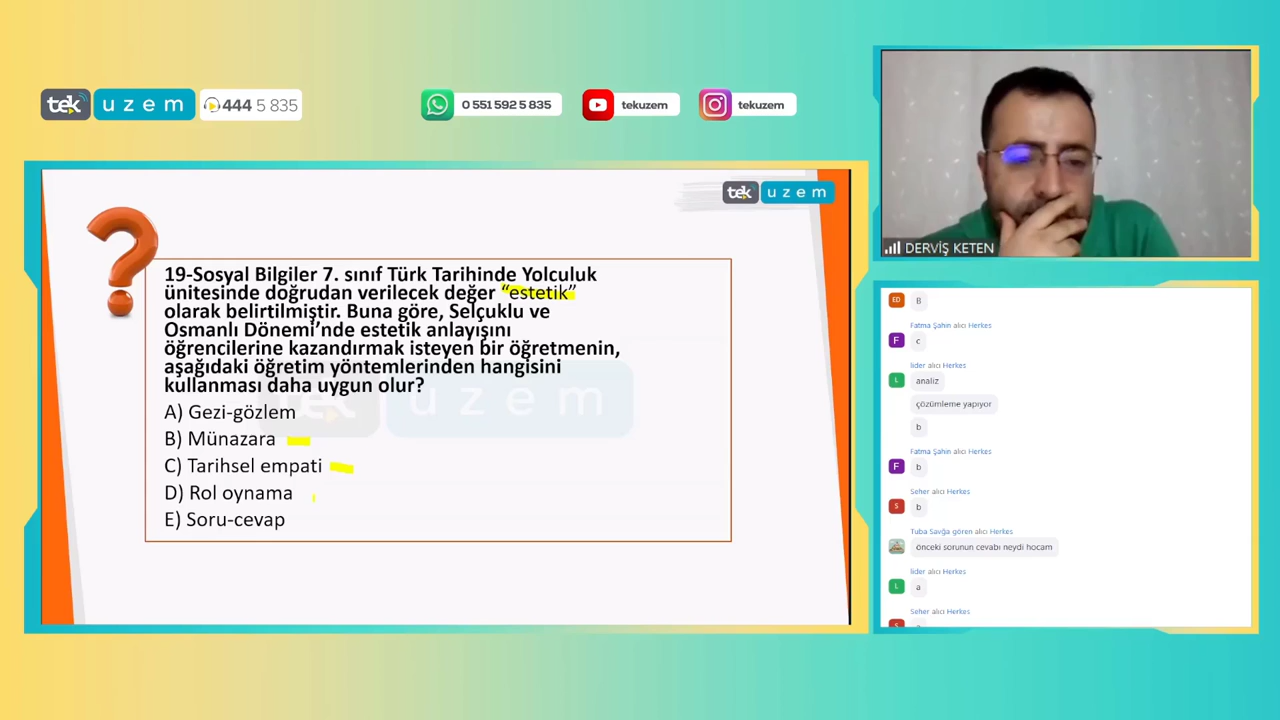 tek uzem 444 5 835
0 551 592 5 835
tekuzem
tekuzem
tek uzem
19-Sosyal Bilgiler 7. sınıf Türk Tarihinde Yolculuk
ünitesinde doğrudan verilecek değer “estetik”
olarak belirtilmiştir. Buna göre, Selçuklu ve
Osmanlı Dönemi’nde estetik anlayışını
öğrencilerine kazandırmak isteyen bir öğretmenin,
aşağıdaki öğretim yöntemlerinden hangisini
kullanması daha uygun olur?
A) Gezi-gözlem
B) Münazara
C) Tarihsel empati
D) Rol oynama
E) Soru-cevap
tek uzem
DERVİŞ KETEN
ED
B
Fatma Şahin alıcı Herkes
F
c
lider alıcı Herkes
L
analiz
çözümleme yapıyor
b
Fatma Şahin alıcı Herkes
F
b
Seher alıcı Herkes
S
b
Tuba Savğa gören alıcı Herkes
önceki sorunun cevabı neydi hocam
lider alıcı Herkes
L
a
Seher alıcı Herkes
S